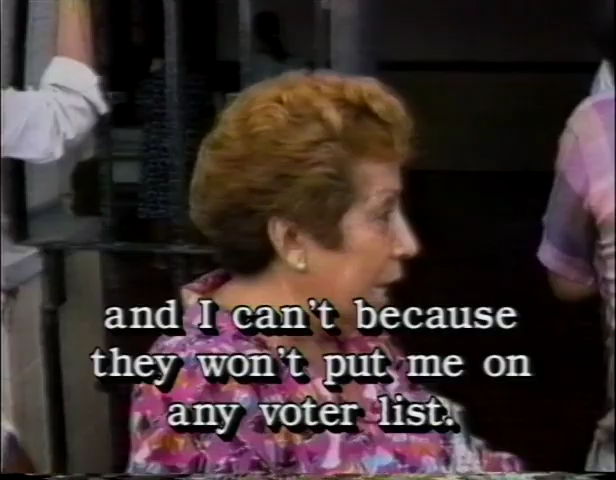 and I can't because
they won't put me on
any voter list.